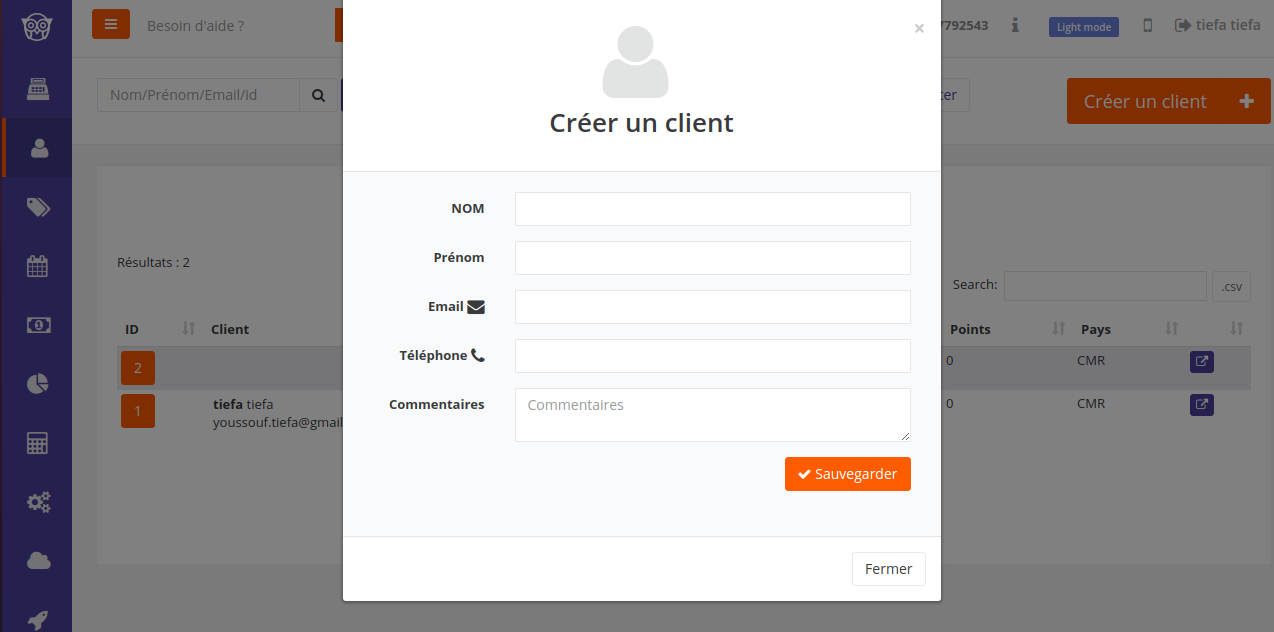 Besoin d'aide ?
7792543
Light mode
tiefa tiefa
Nom/Prénom/Email/Id
ter
Créer un client
×
Créer un client
NOM
Prénom
Email
Téléphone
Commentaires
Commentaires
Sauvegarder
Fermer
Résultats : 2
Search:
.csv
ID
Client
Points
Pays
2
0
CMR
1
tiefa tiefa
youssouf.tiefa@gmail
0
CMR